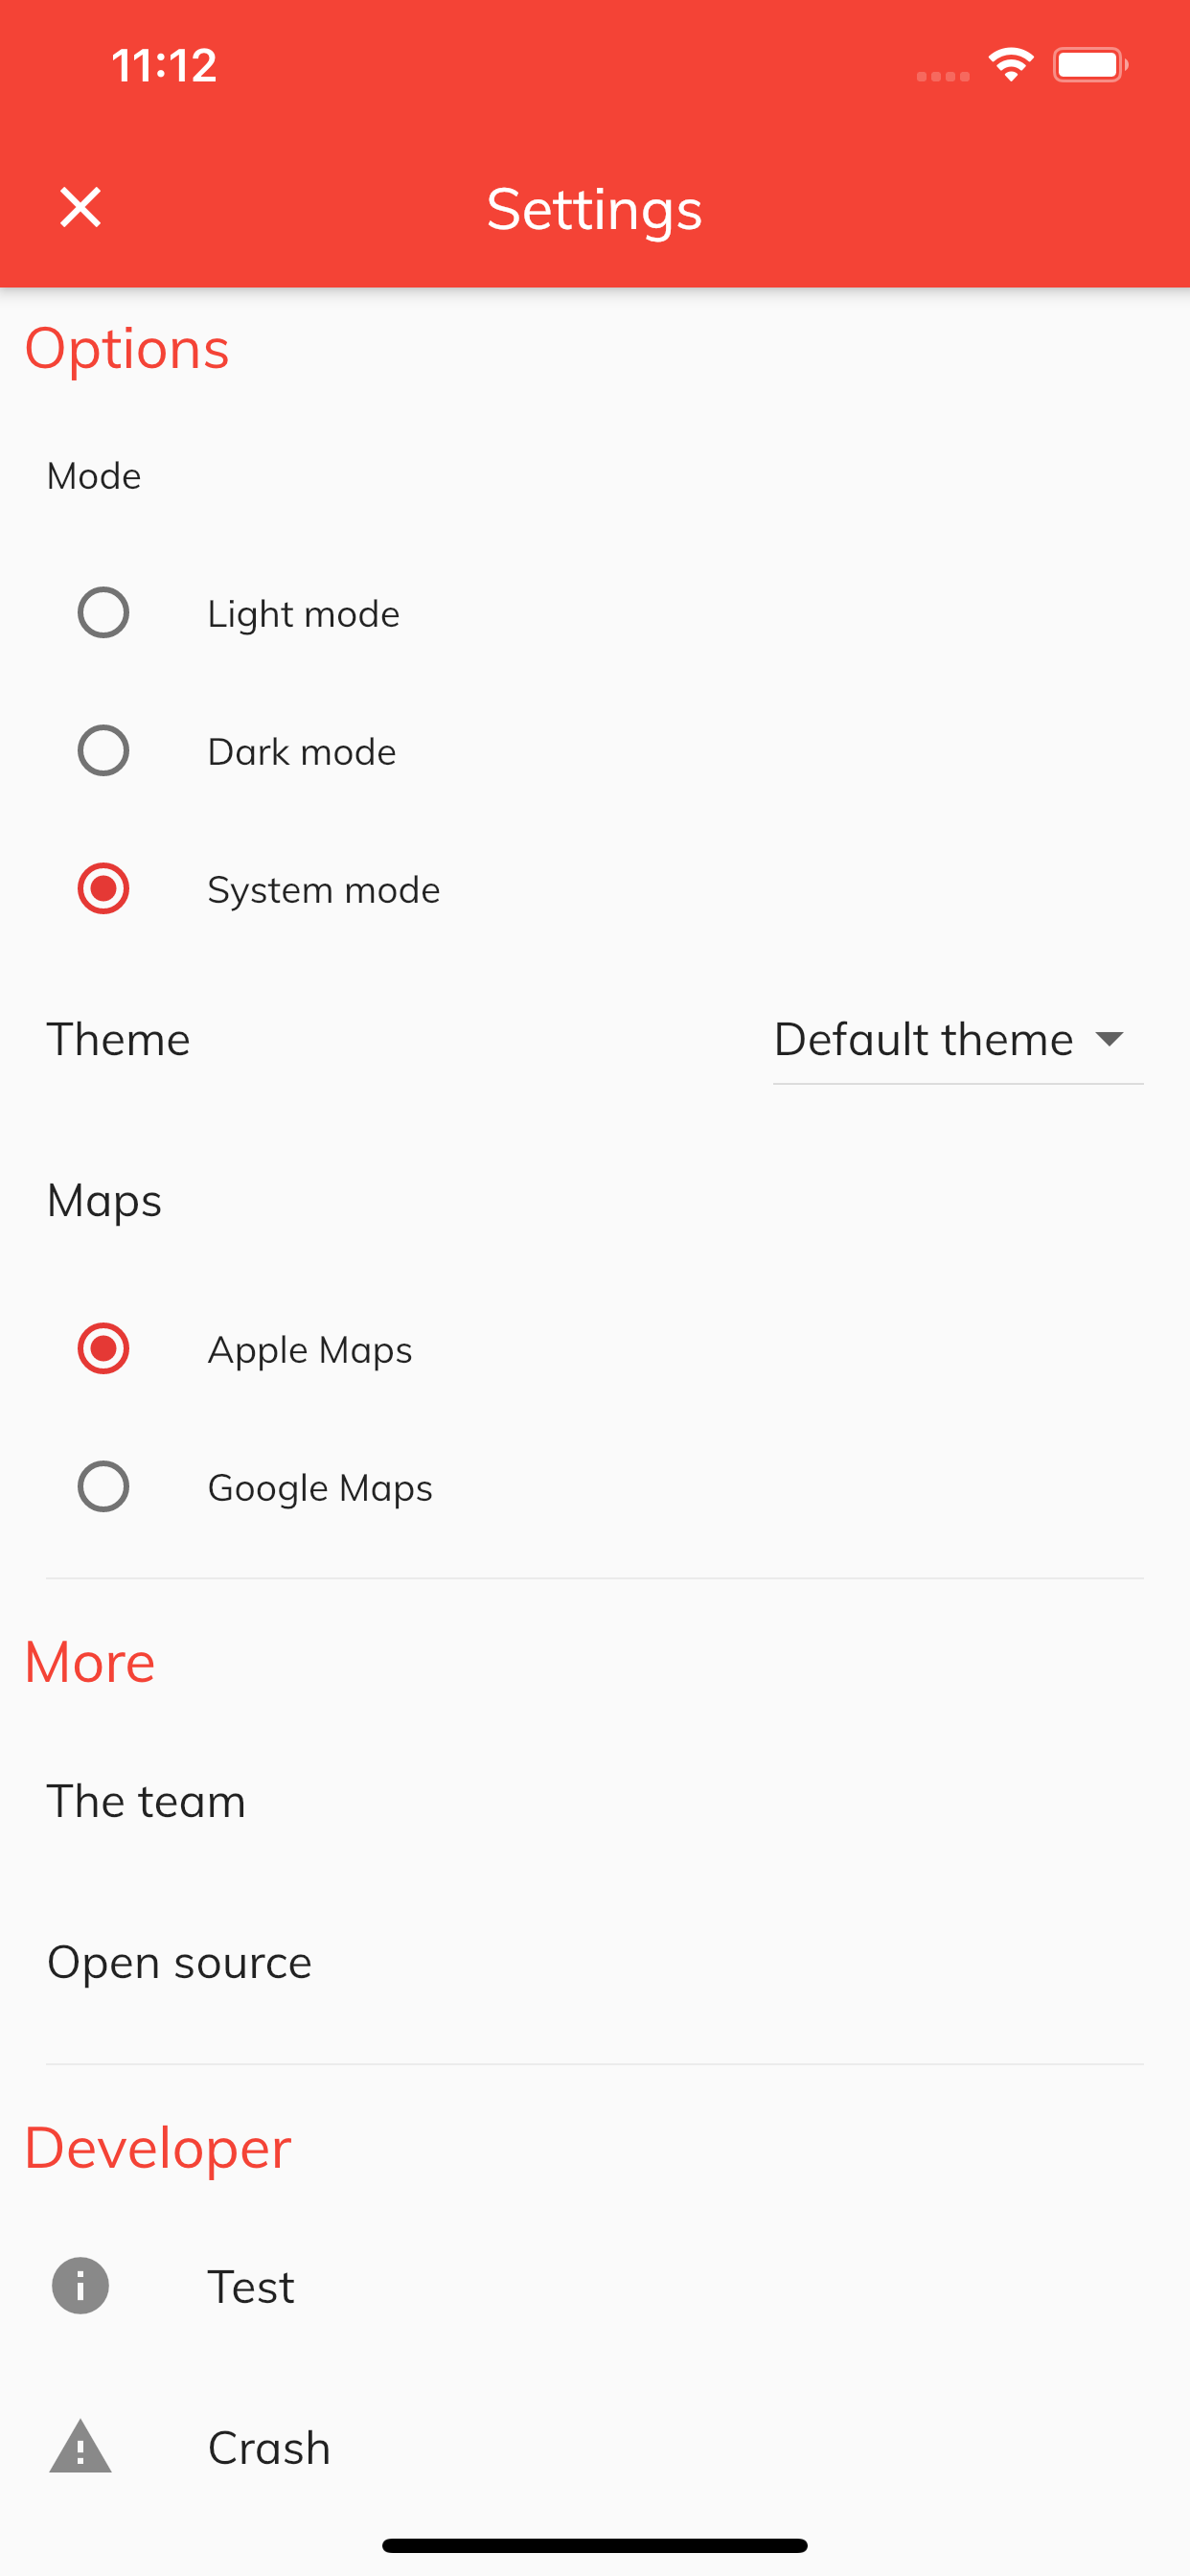 11:12
Settings
Options
Mode
Light mode
Dark mode
System mode
Theme
Default theme
Maps
Apple Maps
Google Maps
More
The team
Open source
Developer
Test
Crash